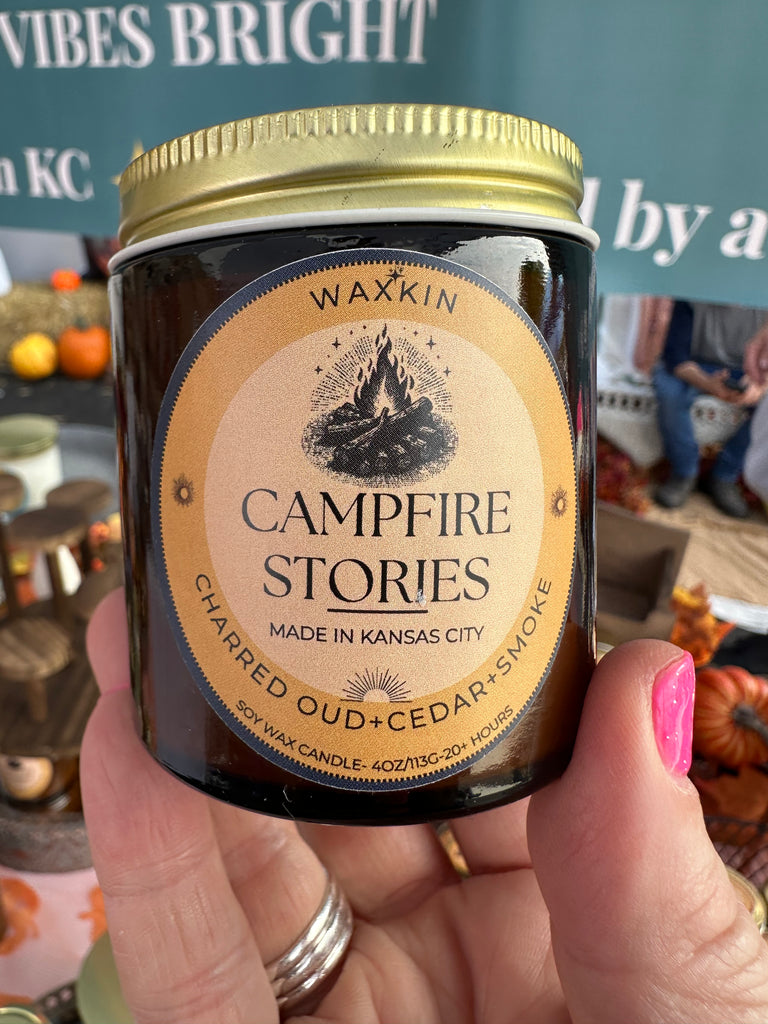 VIBES BRIGHT
KC
by a
WAXKIN
CAMPFIRE
STORIES
MADE IN KANSAS CITY
CHARRED OUD+CEDAR+SMOKE
SOY WAX CANDLE- 4OZ/113G-20+ HOURS